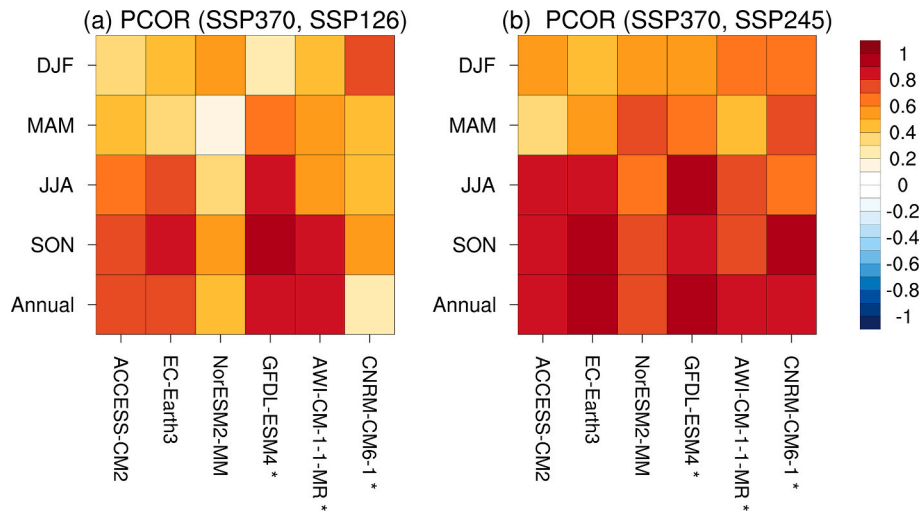 (a) PCOR (SSP370, SSP126)
DJF
MAM
JJA
SON
Annual
ACCESS-CM2
EC-Earth3
NorESM2-MM
GFDL-ESM4 *
AWI-CM-1-1-MR *
CNRM-CM6-1 *
(b) PCOR (SSP370, SSP245)
DJF
MAM
JJA
SON
Annual
ACCESS-CM2
EC-Earth3
NorESM2-MM
GFDL-ESM4 *
AWI-CM-1-1-MR *
CNRM-CM6-1 *
1
0.8
0.6
0.4
0.2
0
-0.2
-0.4
-0.6
-0.8
-1